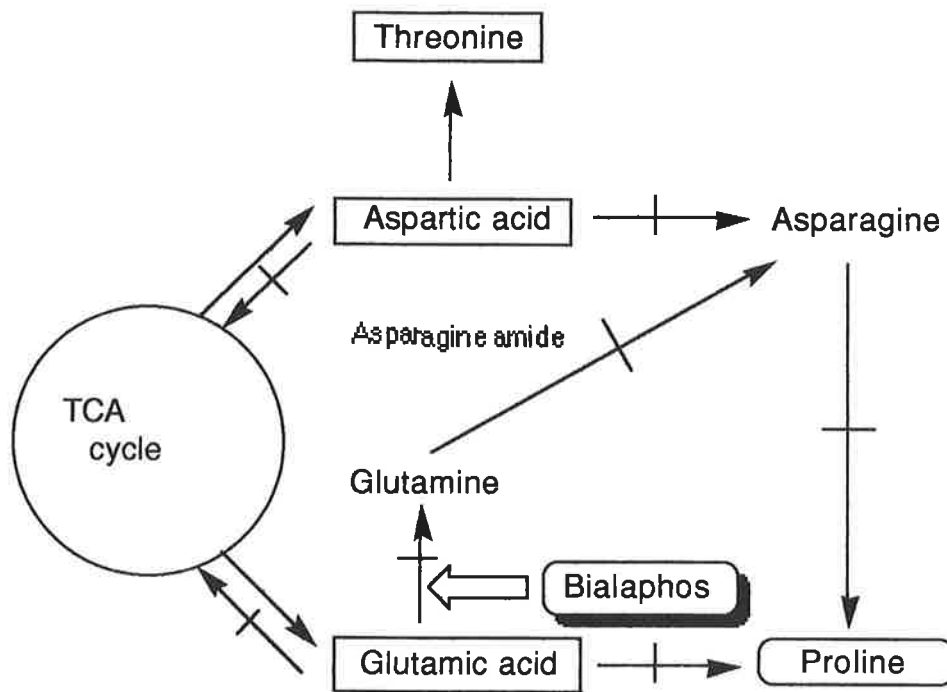 Threonine
Aspartic acid
Asparagine
Asparagine amide
TCA
cycle
Glutamine
Bialaphos
Glutamic acid
Proline